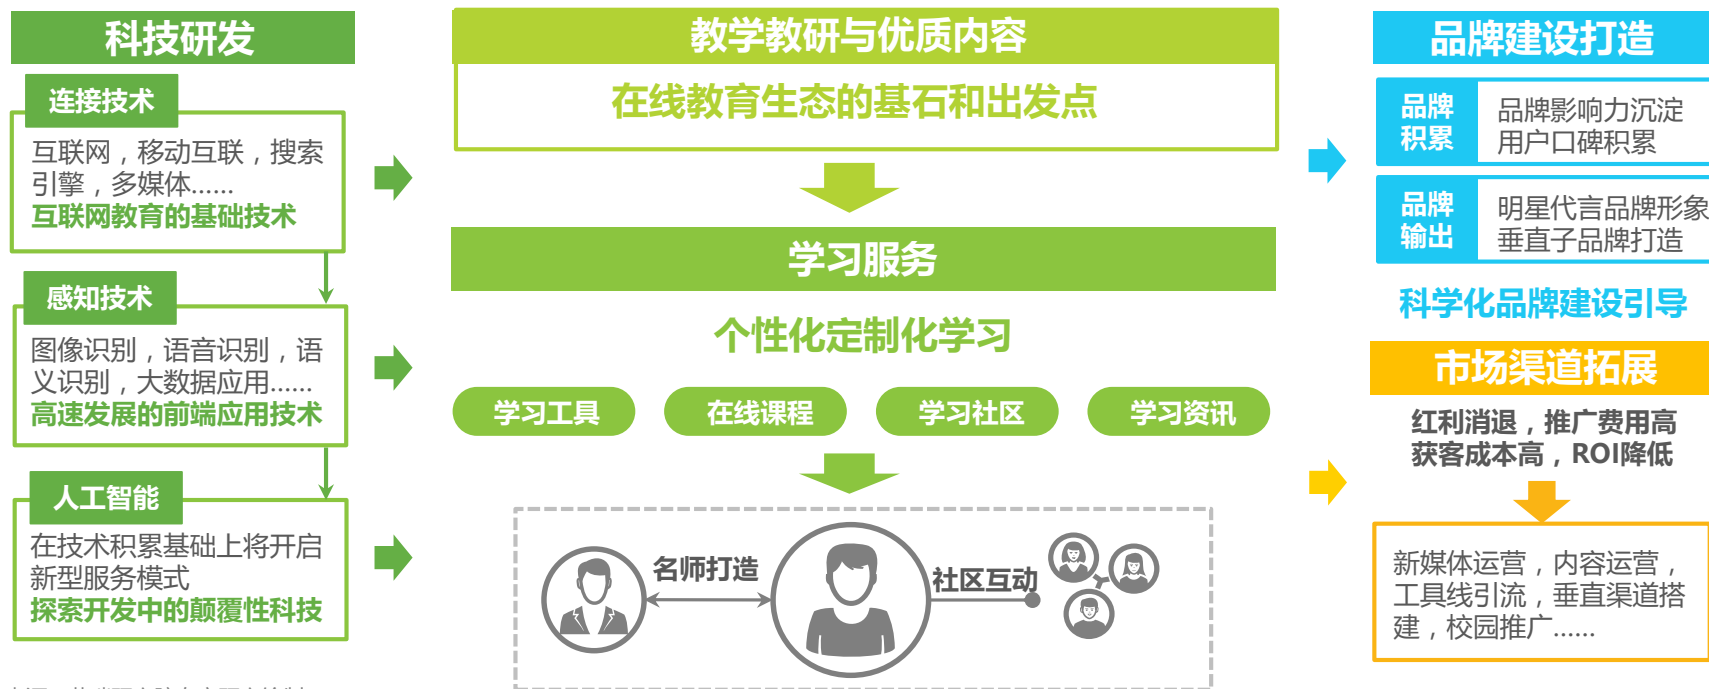 科技研发
连接技术
互联网，移动互联，搜索
引擎，多媒体......
互联网教育的基础技术
感知技术
图像识别，语音识别，语
义识别，大数据应用......
高速发展的前端应用技术
人工智能
在技术积累基础上将开启
新型服务模式
探索开发中的颠覆性科技
教学教研与优质内容
在线教育生态的基石和出发点
学习服务
个性化定制化学习
学习工具
在线课程
学习社区
学习资讯
名师打造
社区互动
品牌建设打造
品牌
积累
品牌影响力沉淀
用户口碑积累
品牌
输出
明星代言品牌形象
垂直子品牌打造
科学化品牌建设引导
市场渠道拓展
红利消退，推广费用高
获客成本高，ROI降低
新媒体运营，内容运营，
工具线引流，垂直渠道搭
建，校园推广......